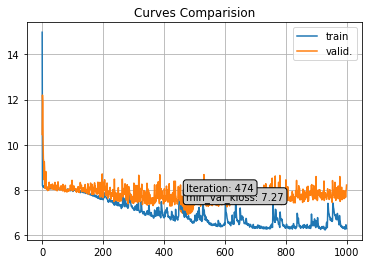 Curves Comparision
train
valid.
14
12
10
8
6
Iteration: 474
min_val_kloss: 7.27
0
200
400
600
800
1000